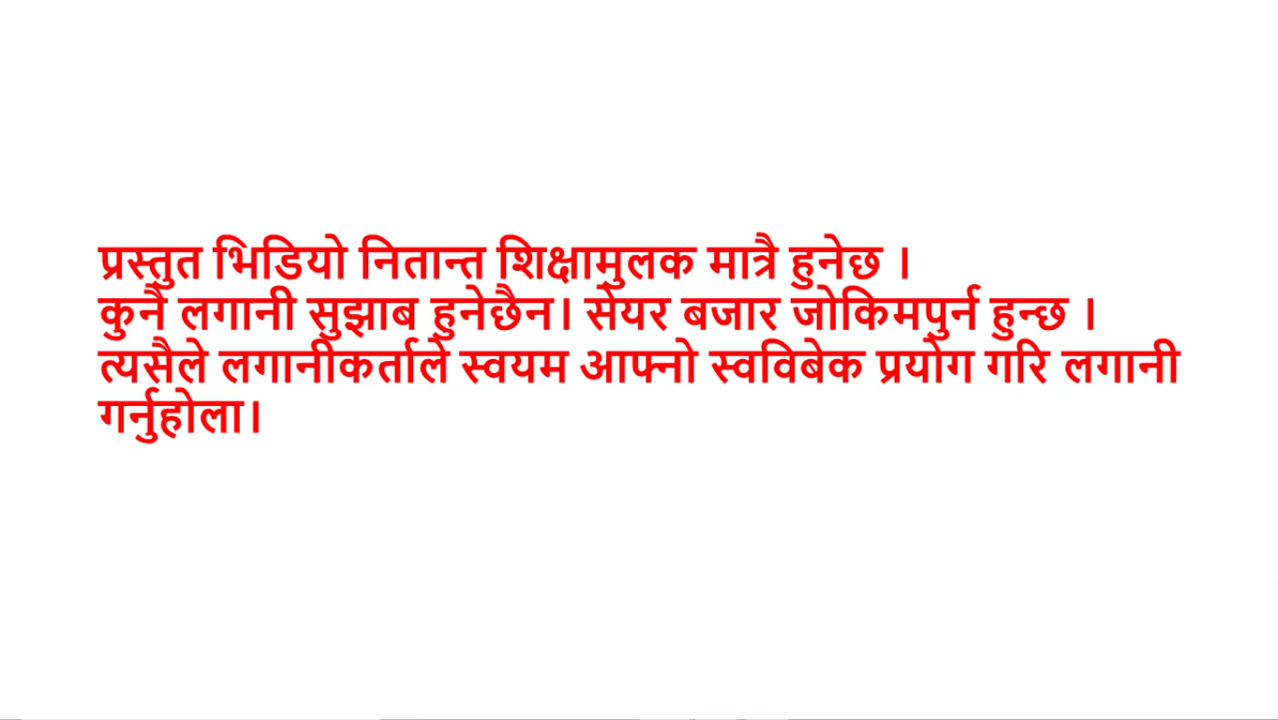 प्रस्तुत भिडियो नितान्त शिक्षामुलक मात्रै हुनेछ ।
कुनै लगानी सुझाब हुनेछैन। सेयर बजार जोकिमपुर्न हुन्छ ।
त्यसैले लगानीकर्ताले स्वयम आफ्नो स्वविबेक प्रयोग गरि लगानी
गर्नुहोला।